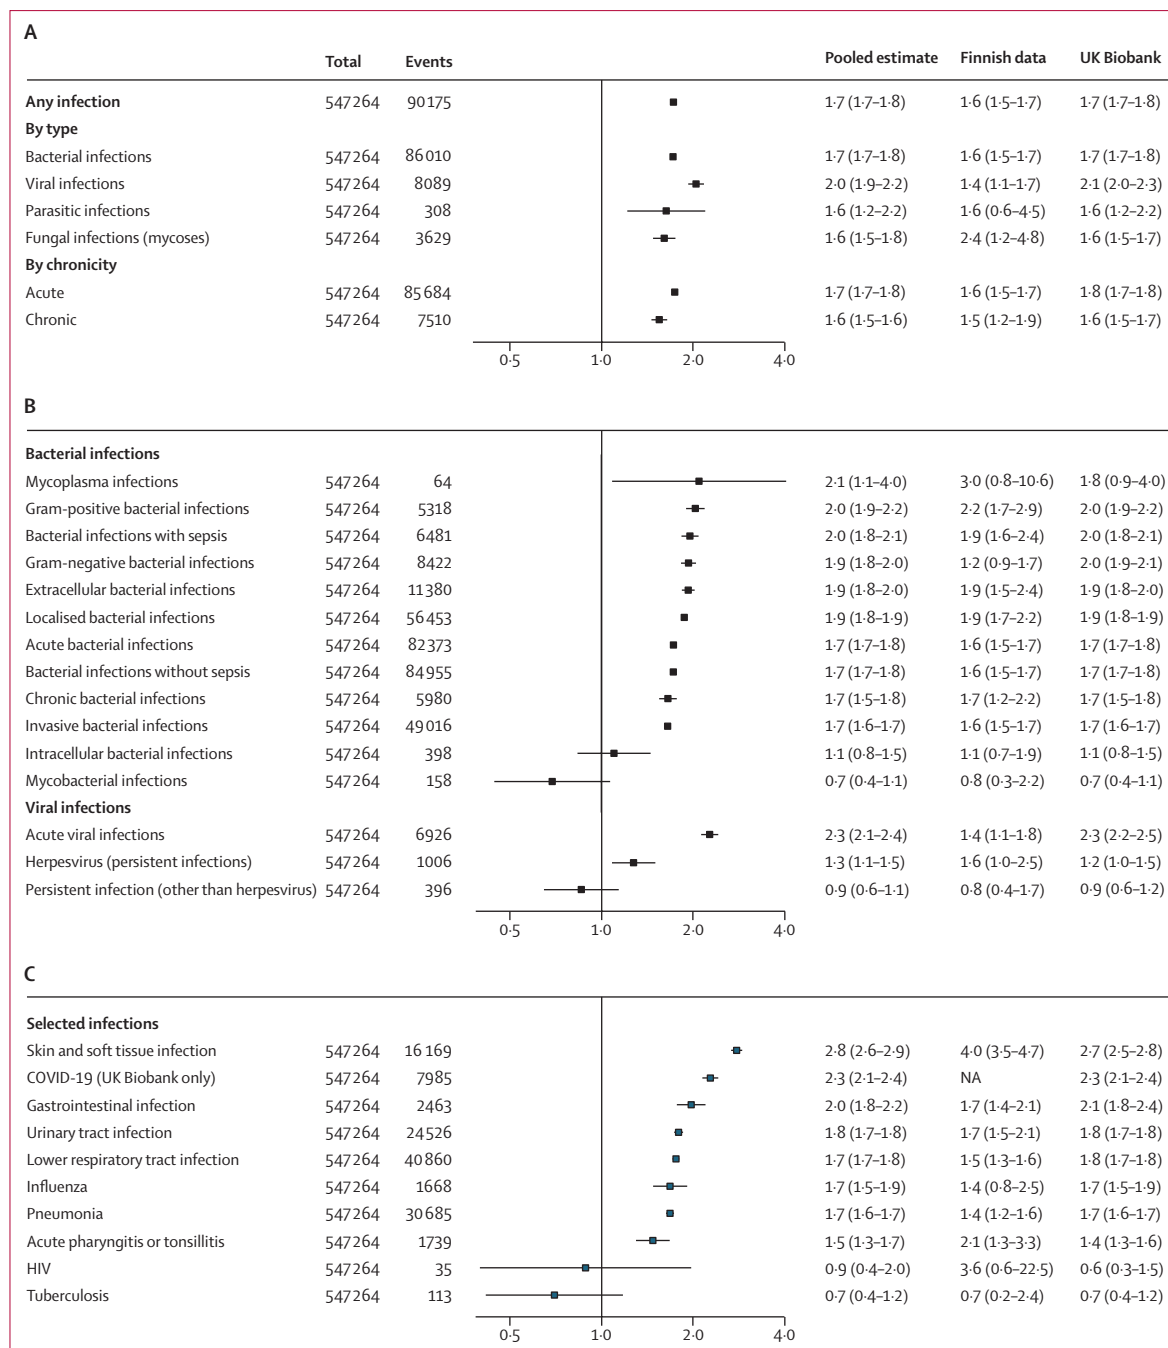 A
Total Events Pooled estimate Finnish data UK Biobank
Any infection 547264 90175 1·7 (1·7–1·8) 1·6 (1·5–1·7) 1·7 (1·7–1·8)
By type
Bacterial infections 547264 86010 1·7 (1·7–1·8) 1·6 (1·5–1·7) 1·7 (1·7–1·8)
Viral infections 547264 8089 2·0 (1·9–2·2) 1·4 (1·1–1·7) 2·1 (2·0–2·3)
Parasitic infections 547264 308 1·6 (1·2–2·2) 1·6 (0·6–4·5) 1·6 (1·2–2·2)
Fungal infections (mycoses) 547264 3629 1·6 (1·5–1·8) 2·4 (1·2–4·8) 1·6 (1·5–1·7)
By chronicity
Acute 547264 85684 1·7 (1·7–1·8) 1·6 (1·5–1·7) 1·8 (1·7–1·8)
Chronic 547264 7510 1·6 (1·5–1·6) 1·5 (1·2–1·9) 1·6 (1·5–1·7)
0·5 1·0 2·0 4·0
B
Bacterial infections
Mycoplasma infections 547264 64 2·1 (1·1–4·0) 3·0 (0·8–10·6) 1·8 (0·9–4·0)
Gram-positive bacterial infections 547264 5318 2·0 (1·9–2·2) 2·2 (1·7–2·9) 2·0 (1·9–2·2)
Bacterial infections with sepsis 547264 6481 2·0 (1·8–2·1) 1·9 (1·6–2·4) 2·0 (1·8–2·1)
Gram-negative bacterial infections 547264 8422 1·9 (1·8–2·0) 1·2 (0·9–1·7) 2·0 (1·9–2·1)
Extracellular bacterial infections 547264 11380 1·9 (1·8–2·0) 1·9 (1·5–2·4) 1·9 (1·8–2·0)
Localised bacterial infections 547264 56453 1·9 (1·8–1·9) 1·9 (1·7–2·2) 1·9 (1·8–1·9)
Acute bacterial infections 547264 82373 1·7 (1·7–1·8) 1·6 (1·5–1·7) 1·7 (1·7–1·8)
Bacterial infections without sepsis 547264 84955 1·7 (1·7–1·8) 1·6 (1·5–1·7) 1·7 (1·7–1·8)
Chronic bacterial infections 547264 5980 1·7 (1·5–1·8) 1·7 (1·2–2·2) 1·7 (1·5–1·8)
Invasive bacterial infections 547264 49016 1·7 (1·6–1·7) 1·6 (1·5–1·7) 1·7 (1·6–1·7)
Intracellular bacterial infections 547264 398 1·1 (0·8–1·5) 1·1 (0·7–1·9) 1·1 (0·8–1·5)
Mycobacterial infections 547264 158 0·7 (0·4–1·1) 0·8 (0·3–2·2) 0·7 (0·4–1·1)
Viral infections
Acute viral infections 547264 6926 2·3 (2·1–2·4) 1·4 (1·1–1·8) 2·3 (2·2–2·5)
Herpesvirus (persistent infections) 547264 1006 1·3 (1·1–1·5) 1·6 (1·0–2·5) 1·2 (1·0–1·5)
Persistent infection (other than herpesvirus) 547264 396 0·9 (0·6–1·1) 0·8 (0·4–1·7) 0·9 (0·6–1·2)
0·5 1·0 2·0 4·0
C
Selected infections
Skin and soft tissue infection 547264 16169 2·8 (2·6–2·9) 4·0 (3·5–4·7) 2·7 (2·5–2·8)
COVID-19 (UK Biobank only) 547264 7985 2·3 (2·1–2·4) NA 2·3 (2·1–2·4)
Gastrointestinal infection 547264 2463 2·0 (1·8–2·2) 1·7 (1·4–2·1) 2·1 (1·8–2·4)
Urinary tract infection 547264 24526 1·8 (1·7–1·8) 1·7 (1·5–2·1) 1·8 (1·7–1·8)
Lower respiratory tract infection 547264 40860 1·7 (1·7–1·8) 1·5 (1·3–1·6) 1·8 (1·7–1·8)
Influenza 547264 1668 1·7 (1·5–1·9) 1·4 (0·8–2·5) 1·7 (1·5–1·9)
Pneumonia 547264 30685 1·7 (1·6–1·7) 1·4 (1·2–1·6) 1·7 (1·6–1·7)
Acute pharyngitis or tonsillitis 547264 1739 1·5 (1·3–1·7) 2·1 (1·3–3·3) 1·4 (1·3–1·6)
HIV 547264 35 0·9 (0·4–2·0) 3·6 (0·6–22·5) 0·6 (0·3–1·5)
Tuberculosis 547264 113 0·7 (0·4–1·2) 0·7 (0·2–2·4) 0·7 (0·4–1·2)
0·5 1·0 2·0 4·0